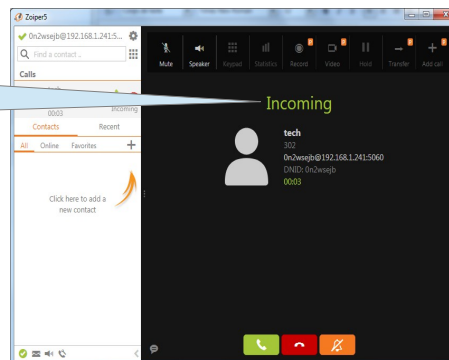 Zoiper5
0n2wsejb@192.168.1.241:5...
Find a contact ..
Calls
00:03
Incoming
Contacts
Recent
All
Online
Favorites
Click here to add a
new contact
Mute
Speaker
Keypad
Statistics
Record
Video
Hold
Transfer
Add call
Incoming
tech
302
0n2wsejb@192.168.1.241:5060
DNID: 0n2wsejb
00:03